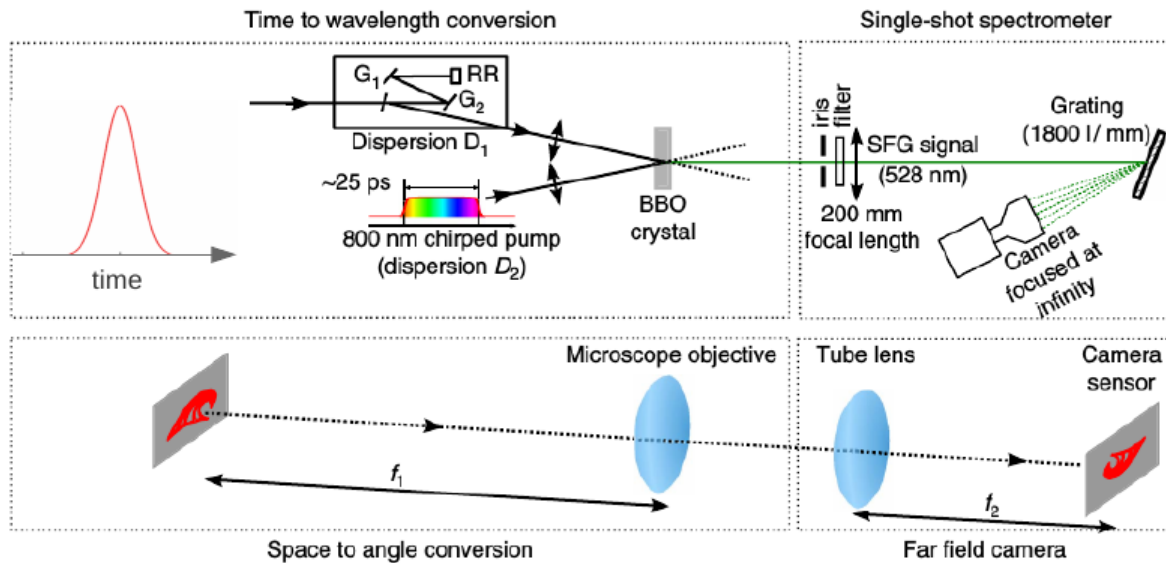 Time to wavelength conversion
Single-shot spectrometer
G1
RR
G2
Dispersion D1
~25 ps
800 nm chirped pump
(dispersion D2)
time
BBO
crystal
iris
filter
SFG signal
(528 nm)
200 mm
focal length
Grating
(1800 l/ mm)
Camera
focused at
infinity
Microscope objective
Tube lens
Camera
sensor
f1
f2
Space to angle conversion
Far field camera